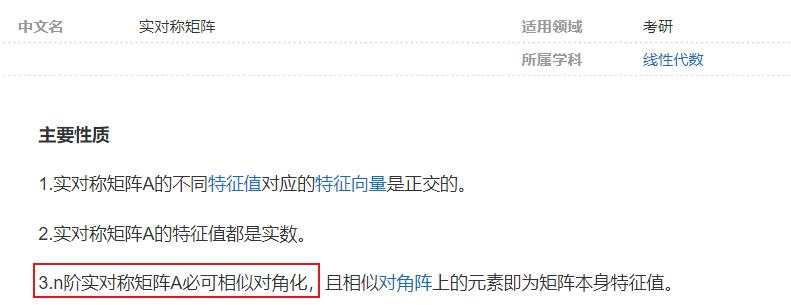 中文名 实对称矩阵 适用领域 考研
所属学科 线性代数
主要性质
1.实对称矩阵A的不同特征值对应的特征向量是正交的。
2.实对称矩阵A的特征值都是实数。
3.n阶实对称矩阵A必可相似对角化，且相似对角阵上的元素即为矩阵本身特征值。